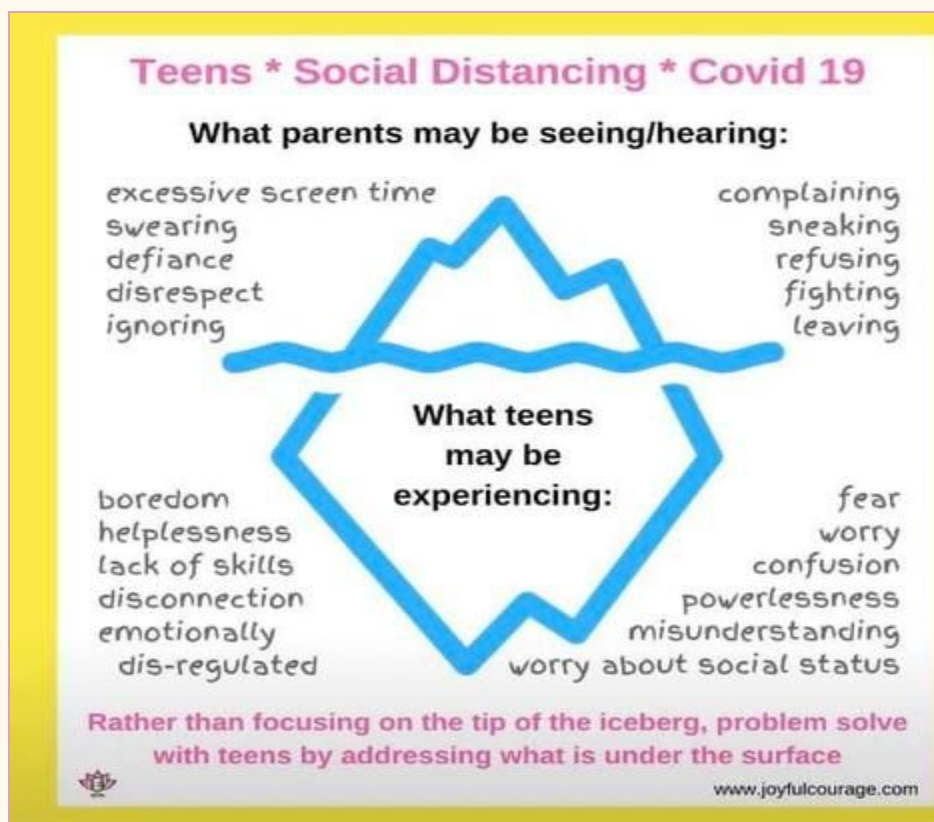 Teens * Social Distancing * Covid 19
What parents may be seeing/hearing:
excessive screen time
swearing
defiance
disrespect
ignoring
complaining
sneaking
refusing
fighting
leaving
What teens
may be
experiencing:
boredom
helplessness
lack of skills
disconnection
emotionally
dis-regulated
fear
worry
confusion
powerlessness
misunderstanding
worry about social status
Rather than focusing on the tip of the iceberg, problem solve
with teens by addressing what is under the surface
www.joyfulcourage.com